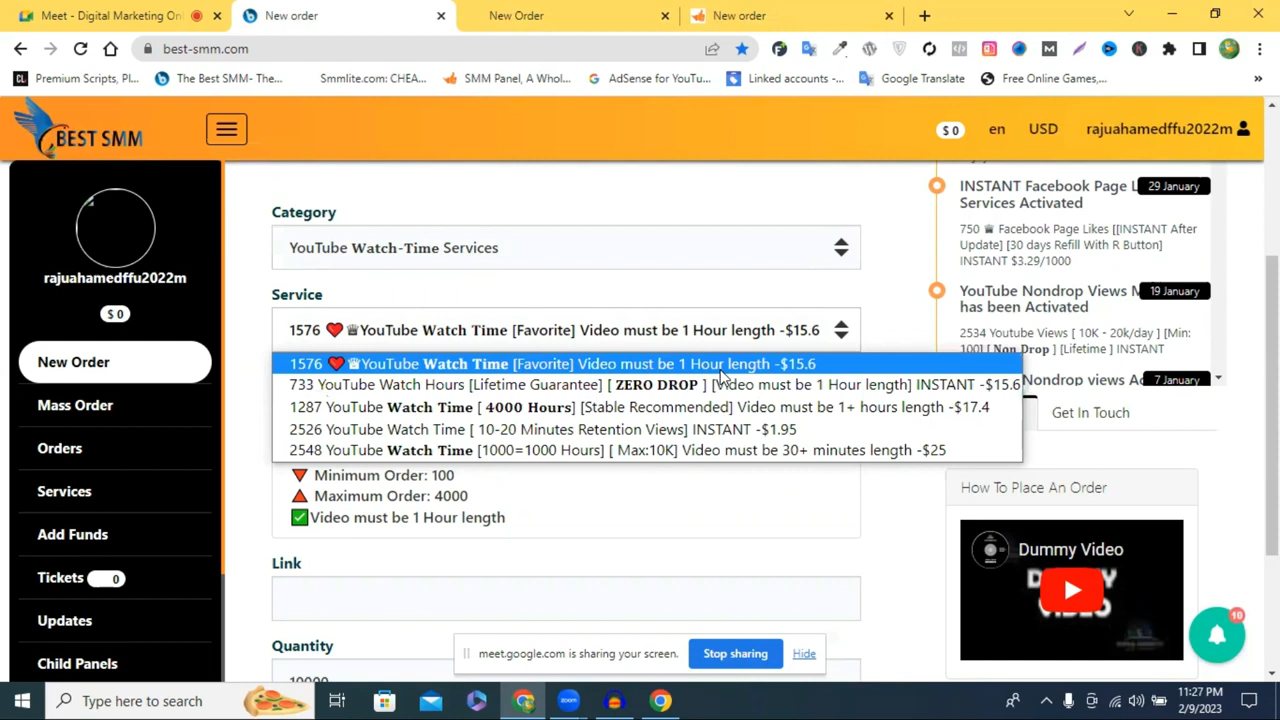 Meet - Digital Marketing Onl
New order
New Order
New order
best-smm.com
Premium Scripts, Pl...
The Best SMM- The...
Smmlite.com: CHEA...
SMM Panel, A Whol...
AdSense for YouTu...
Linked accounts -...
Google Translate
Free Online Games,...
BEST SMM
$ 0
en
USD
rajuahamedffu2022m
rajuahamedffu2022m
$ 0
New Order
Mass Order
Orders
Services
Add Funds
Tickets 0
Updates
Child Panels
Category
YouTube Watch-Time Services
Service
1576 ❤️♕YouTube Watch Time [Favorite] Video must be 1 Hour length -$15.6
1576 ❤️♕YouTube Watch Time [Favorite] Video must be 1 Hour length -$15.6
733 YouTube Watch Hours [Lifetime Guarantee] [ ZERO DROP ] [Video must be 1 Hour length] INSTANT -$15.6
1287 YouTube Watch Time [ 4000 Hours] [Stable Recommended] Video must be 1+ hours length -$17.4
2526 YouTube Watch Time [ 10-20 Minutes Retention Views] INSTANT -$1.95
2548 YouTube Watch Time [1000=1000 Hours] [ Max:10K] Video must be 30+ minutes length -$25
🔻 Minimum Order: 100
🔺 Maximum Order: 4000
✅Video must be 1 Hour length
Link
Quantity
10000
meet.google.com is sharing your screen.
Stop sharing
Hide
INSTANT Facebook Page L
29 January
Services Activated
750 ♕ Facebook Page Likes [[INSTANT After
Update] [30 days Refill With R Button]
INSTANT $3.29/1000
YouTube Nondrop Views M
19 January
has been Activated
2534 Youtube Views [ 10K - 20k/day ] [Min:
100] [ Non Drop ] [Lifetime ] INSTANT
Nondrop views A
7 January
Get In Touch
How To Place An Order
Dummy Video
VIDEO
10
Type here to search
11:27 PM
2/9/2023